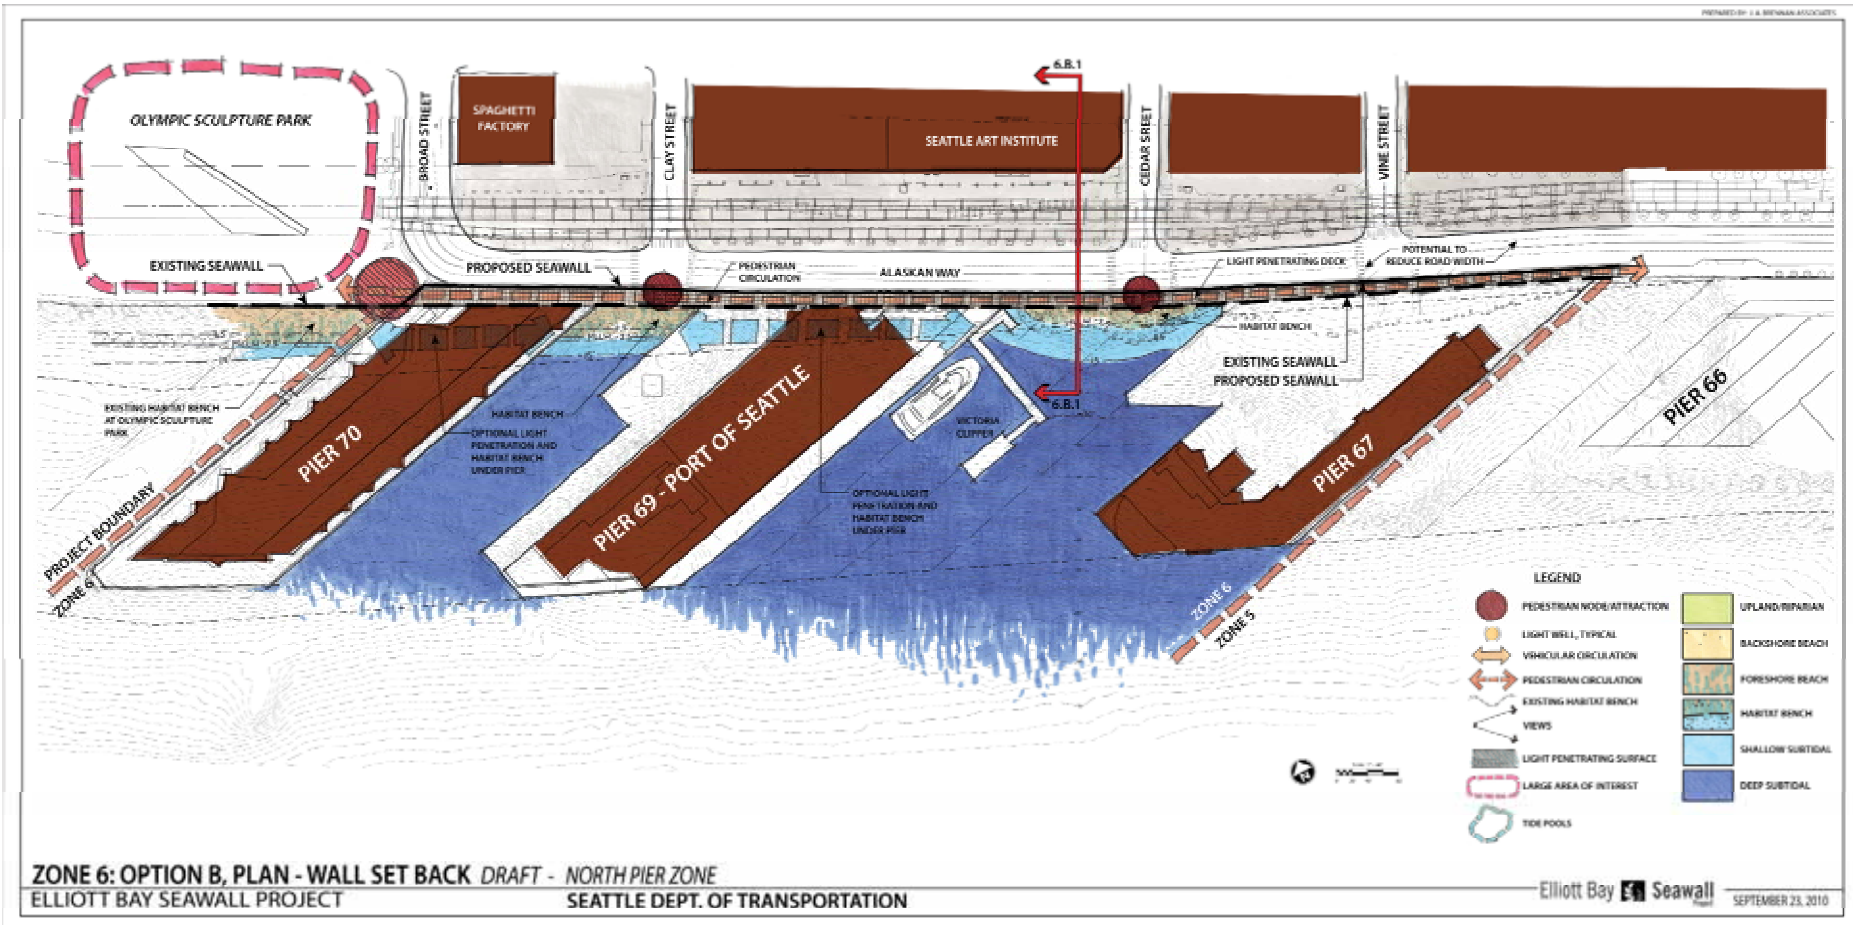 PREPARED BY: J. A. BRENNAN ASSOCIATES
6.B.1
OLYMPIC SCULPTURE PARK
BROAD STREET
SPAGHETTI
FACTORY
CLAY STREET
SEATTLE ART INSTITUTE
CEDAR SREET
VINE STREET
EXISTING SEAWALL
PROPOSED SEAWALL
PEDESTRIAN
CIRCULATION
ALASKAN WAY
LIGHT PENETRATING DECK
POTENTIAL TO
REDUCE ROAD WIDTH
HABITAT BENCH
EXISTING SEAWALL
PROPOSED SEAWALL
EXISTING HABITAT BENCH
AT OLYMPIC SCULPTURE
PARK
HABITAT BENCH
OPTIONAL LIGHT
PENETRATION AND
HABITAT BENCH
UNDER PIER
VICTORIA
CLIPPER
6.B.1
PIER 70
PIER 69 - PORT OF SEATTLE
OPTIONAL LIGHT
PENETRATION AND
HABITAT BENCH
UNDER PIER
PIER 67
PIER 66
PROJECT BOUNDARY
ZONE 6
ZONE 6
ZONE 5
LEGEND
PEDESTRIAN NODE/ATTRACTION
LIGHT WELL, TYPICAL
VEHICULAR CIRCULATION
PEDESTRIAN CIRCULATION
EXISTING HABITAT BENCH
VIEWS
LIGHT PENETRATING SURFACE
LARGE AREA OF INTEREST
TIDE POOLS
UPLAND/RIPARIAN
BACKSHORE BEACH
FORESHORE BEACH
HABITAT BENCH
SHALLOW SUBTIDAL
DEEP SUBTIDAL
ZONE 6: OPTION B, PLAN - WALL SET BACK DRAFT - NORTH PIER ZONE
ELLIOTT BAY SEAWALL PROJECT
SEATTLE DEPT. OF TRANSPORTATION
Elliott Bay Seawall
Project
SEPTEMBER 23, 2010